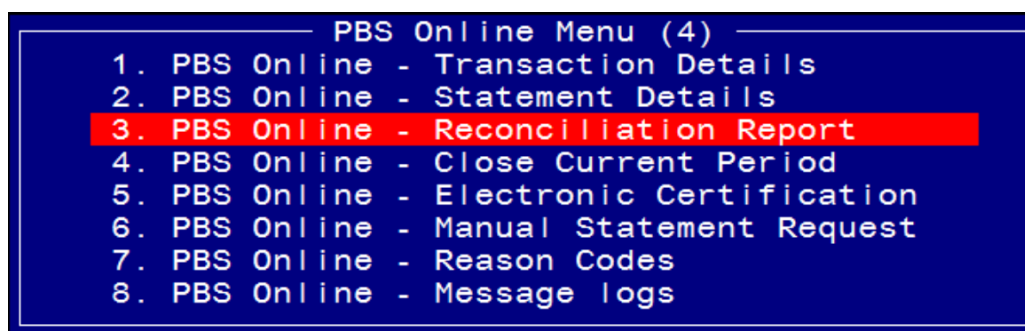 PBS Online Menu (4)
1. PBS Online - Transaction Details
2. PBS Online - Statement Details
3. PBS Online - Reconciliation Report
4. PBS Online - Close Current Period
5. PBS Online - Electronic Certification
6. PBS Online - Manual Statement Request
7. PBS Online - Reason Codes
8. PBS Online - Message logs